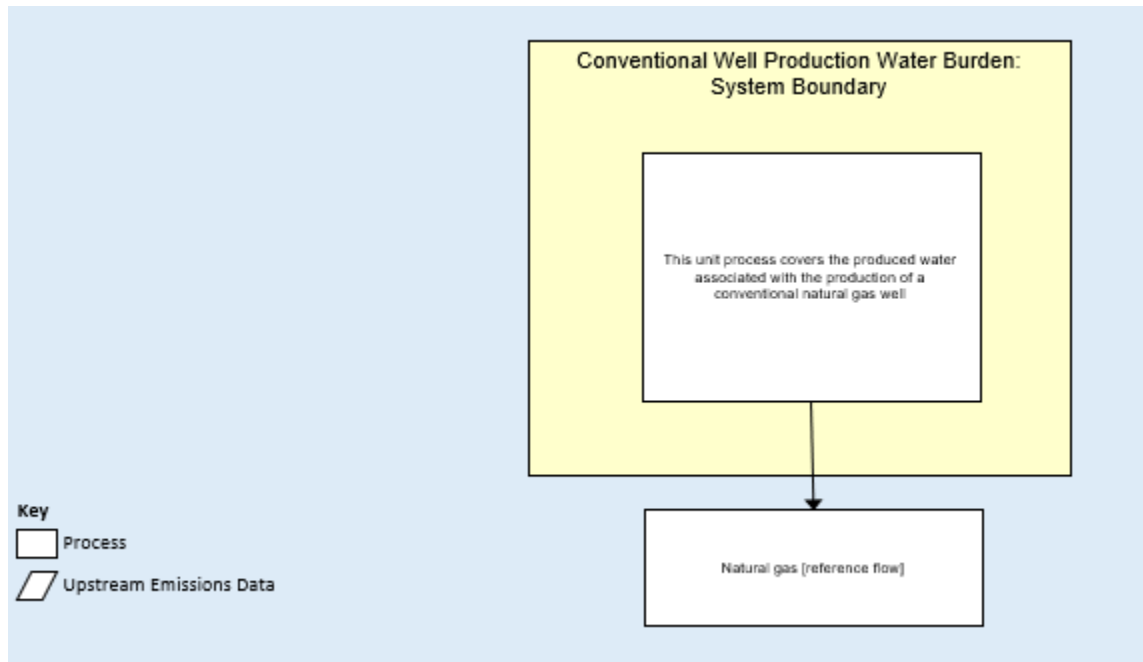 Conventional Well Production Water Burden:
System Boundary
This unit process covers the produced water
associated with the production of a
conventional natural gas well
Natural gas [reference flow]
Key
Process
Upstream Emissions Data